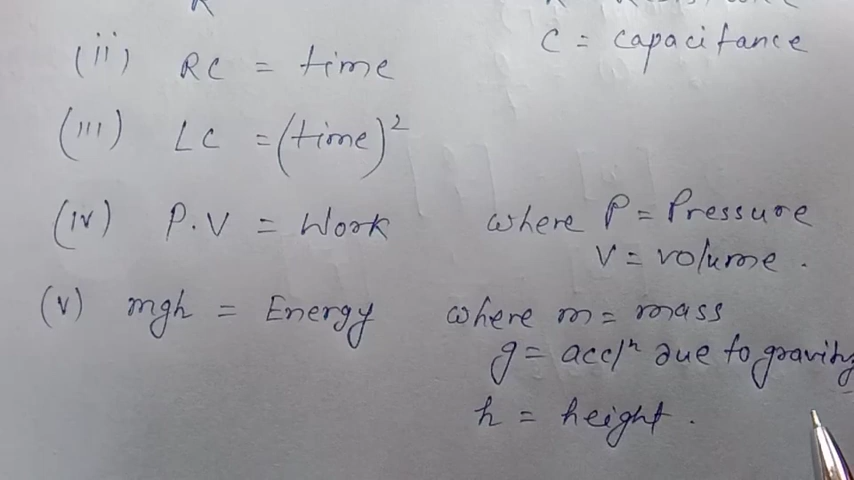 R
(ii) RC = time
C = capacitance
(iii) LC = (time)²
(iv) P.V = Work where P = Pressure
V = volume.
(v) mgh = Energy where m = mass
g = accln due to gravity
h = height.